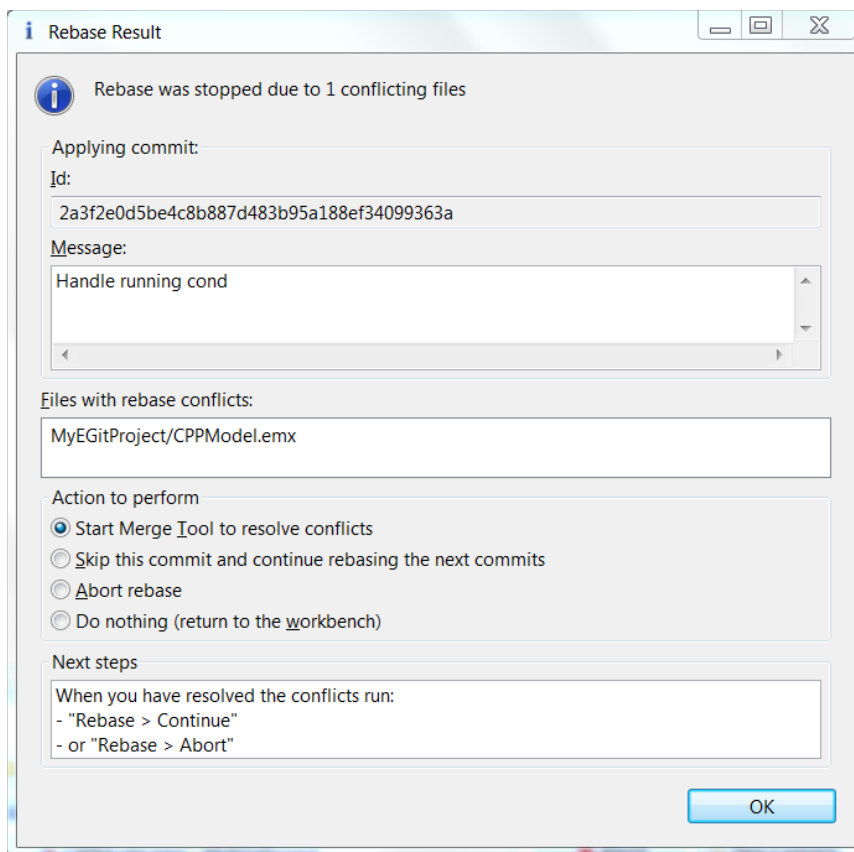 Rebase Result
Rebase was stopped due to 1 conflicting files
Applying commit:
Id:
2a3f2e0d5be4c8b887d483b95a188ef34099363a
Message:
Handle running cond
Files with rebase conflicts:
MyEGitProject/CPPModel.emx
Action to perform
Start Merge Tool to resolve conflicts
Skip this commit and continue rebasing the next commits
Abort rebase
Do nothing (return to the workbench)
Next steps
When you have resolved the conflicts run:
- "Rebase > Continue"
- or "Rebase > Abort"
OK